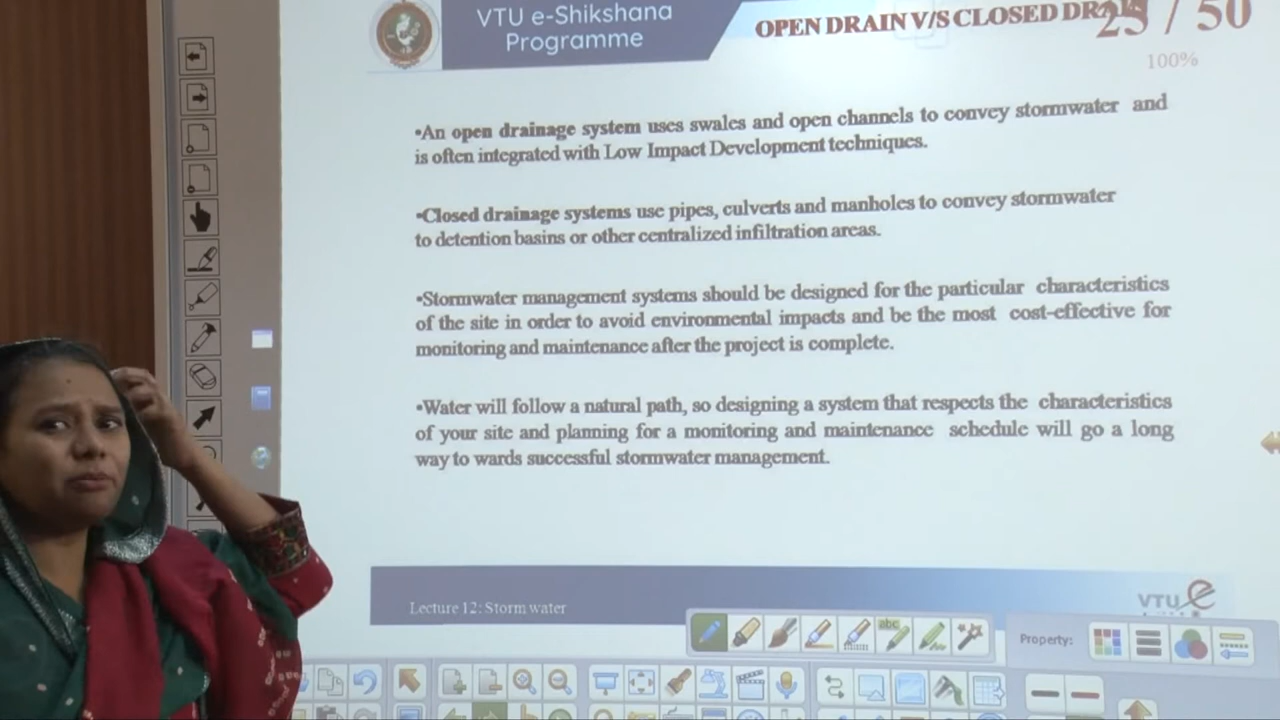 VTU e-Shikshana
Programme
OPEN DRAIN V/S CLOSED DRAIN
25 / 50
100%
•An open drainage system uses swales and open channels to convey stormwater and
is often integrated with Low Impact Development techniques.
•Closed drainage systems use pipes, culverts and manholes to convey stormwater
to detention basins or other centralized infiltration areas.
•Stormwater management systems should be designed for the particular characteristics
of the site in order to avoid environmental impacts and be the most cost-effective for
monitoring and maintenance after the project is complete.
•Water will follow a natural path, so designing a system that respects the characteristics
of your site and planning for a monitoring and maintenance schedule will go a long
way to wards successful stormwater management.
Lecture 12: Storm water
VTU e
abc
Property: